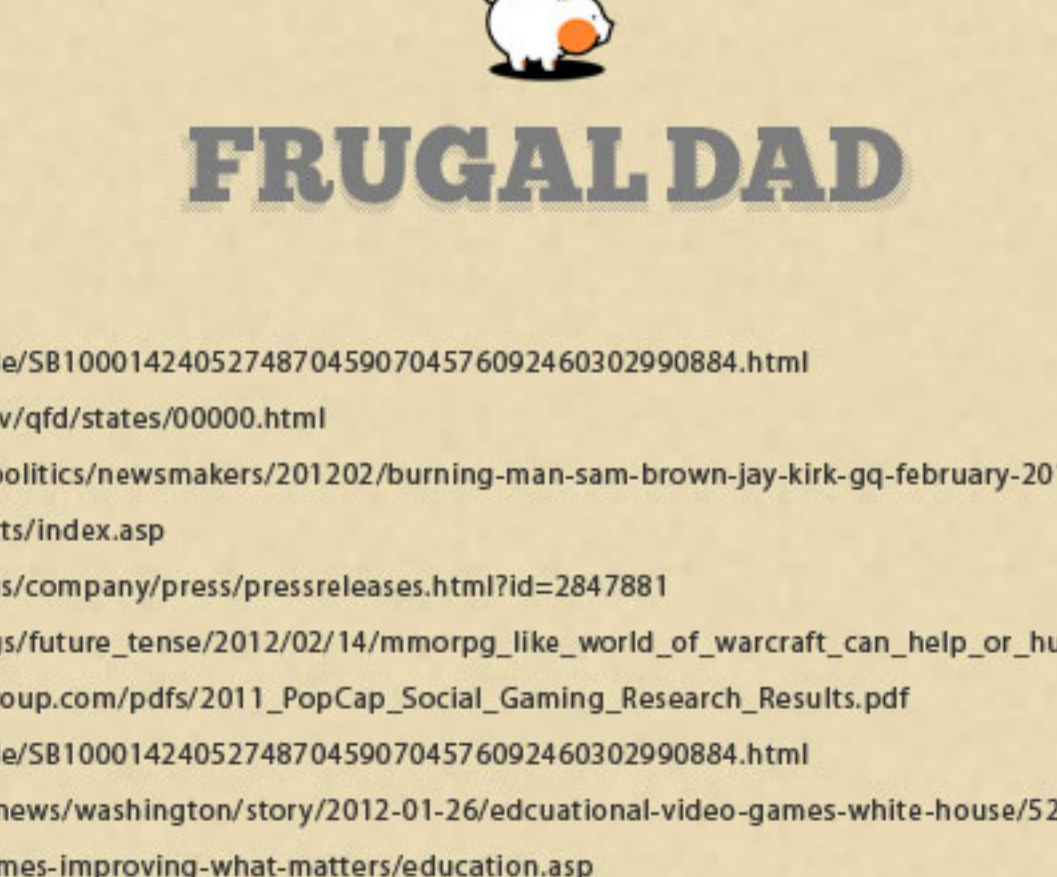 FRUGAL DAD
le/SB10001424052748704590704576092460302990884.html
v/qfd/states/00000.html
politics/newsmakers/201202/burning-man-sam-brown-jay-kirk-gq-february-20
ts/index.asp
s/company/press/pressreleases.html?id=2847881
gs/future_tense/2012/02/14/mmorpg_like_world_of_warcraft_can_help_or_hu
oup.com/pdfs/2011_PopCap_Social_Gaming_Research_Results.pdf
le/SB10001424052748704590704576092460302990884.html
news/washington/story/2012-01-26/edcuational-video-games-white-house/52
mes-improving-what-matters/education.asp